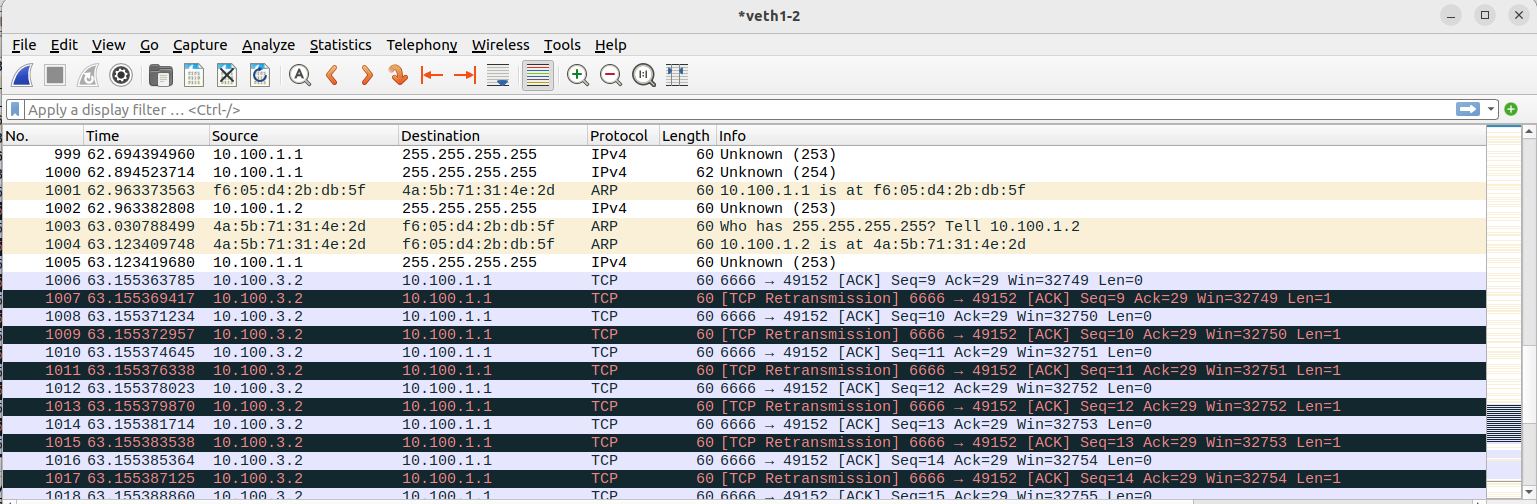 *veth1-2
File Edit View Go Capture Analyze Statistics Telephony Wireless Tools Help
Apply a display filter … <Ctrl-/>
No. Time Source Destination Protocol Length Info
999 62.694394960 10.100.1.1 255.255.255.255 IPv4 60 Unknown (253)
1000 62.894523714 10.100.1.1 255.255.255.255 IPv4 62 Unknown (254)
1001 62.963373563 f6:05:d4:2b:db:5f 4a:5b:71:31:4e:2d ARP 60 10.100.1.1 is at f6:05:d4:2b:db:5f
1002 62.963382808 10.100.1.2 255.255.255.255 IPv4 60 Unknown (253)
1003 63.030788499 4a:5b:71:31:4e:2d f6:05:d4:2b:db:5f ARP 60 Who has 255.255.255.255? Tell 10.100.1.2
1004 63.123409748 4a:5b:71:31:4e:2d f6:05:d4:2b:db:5f ARP 60 10.100.1.2 is at 4a:5b:71:31:4e:2d
1005 63.123419680 10.100.1.1 255.255.255.255 IPv4 60 Unknown (253)
1006 63.155363785 10.100.3.2 10.100.1.1 TCP 60 6666 → 49152 [ACK] Seq=9 Ack=29 Win=32749 Len=0
1007 63.155369417 10.100.3.2 10.100.1.1 TCP 60 [TCP Retransmission] 6666 → 49152 [ACK] Seq=9 Ack=29 Win=32749 Len=1
1008 63.155371234 10.100.3.2 10.100.1.1 TCP 60 6666 → 49152 [ACK] Seq=10 Ack=29 Win=32750 Len=0
1009 63.155372957 10.100.3.2 10.100.1.1 TCP 60 [TCP Retransmission] 6666 → 49152 [ACK] Seq=10 Ack=29 Win=32750 Len=1
1010 63.155374645 10.100.3.2 10.100.1.1 TCP 60 6666 → 49152 [ACK] Seq=11 Ack=29 Win=32751 Len=0
1011 63.155376338 10.100.3.2 10.100.1.1 TCP 60 [TCP Retransmission] 6666 → 49152 [ACK] Seq=11 Ack=29 Win=32751 Len=1
1012 63.155378023 10.100.3.2 10.100.1.1 TCP 60 6666 → 49152 [ACK] Seq=12 Ack=29 Win=32752 Len=0
1013 63.155379870 10.100.3.2 10.100.1.1 TCP 60 [TCP Retransmission] 6666 → 49152 [ACK] Seq=12 Ack=29 Win=32752 Len=1
1014 63.155381714 10.100.3.2 10.100.1.1 TCP 60 6666 → 49152 [ACK] Seq=13 Ack=29 Win=32753 Len=0
1015 63.155383538 10.100.3.2 10.100.1.1 TCP 60 [TCP Retransmission] 6666 → 49152 [ACK] Seq=13 Ack=29 Win=32753 Len=1
1016 63.155385364 10.100.3.2 10.100.1.1 TCP 60 6666 → 49152 [ACK] Seq=14 Ack=29 Win=32754 Len=0
1017 63.155387125 10.100.3.2 10.100.1.1 TCP 60 [TCP Retransmission] 6666 → 49152 [ACK] Seq=14 Ack=29 Win=32754 Len=1
1018 63.155388860 10.100.3.2 10.100.1.1 TCP 60 6666 → 49152 [ACK] Seq=15 Ack=29 Win=32755 Len=0